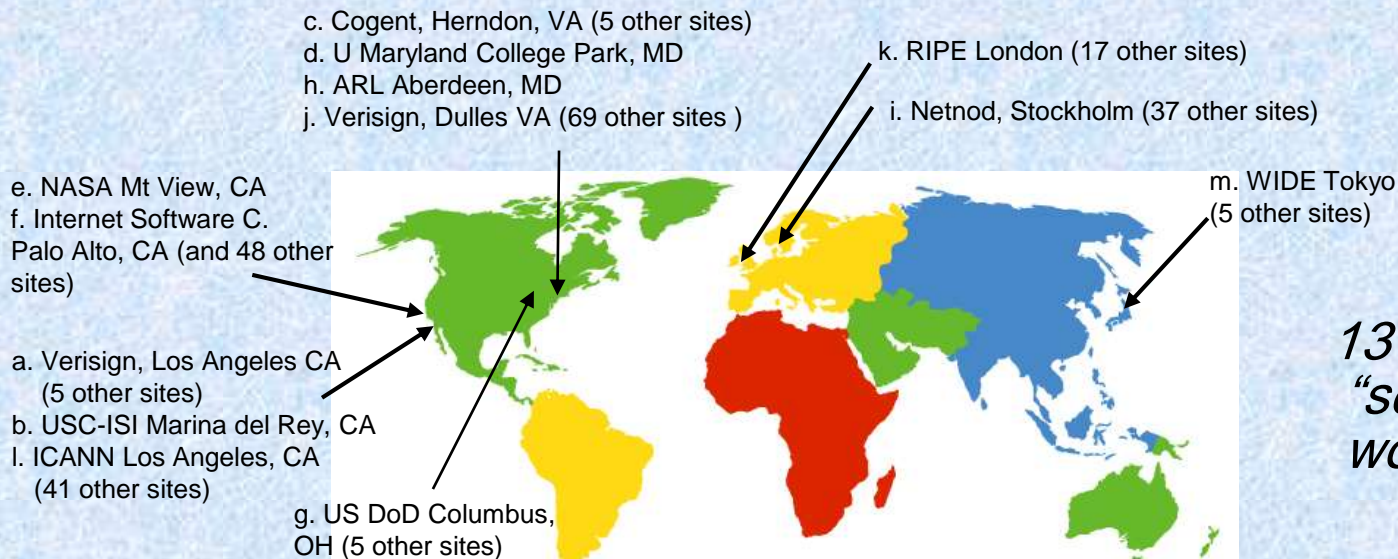 c. Cogent, Herndon, VA (5 other sites)
d. U Maryland College Park, MD
h. ARL Aberdeen, MD
j. Verisign, Dulles VA (69 other sites )
k. RIPE London (17 other sites)
i. Netnod, Stockholm (37 other sites)
m. WIDE Tokyo
(5 other sites)
e. NASA Mt View, CA
f. Internet Software C.
Palo Alto, CA (and 48 other
sites)
a. Verisign, Los Angeles CA
(5 other sites)
b. USC-ISI Marina del Rey, CA
l. ICANN Los Angeles, CA
(41 other sites)
g. US DoD Columbus,
OH (5 other sites)
13